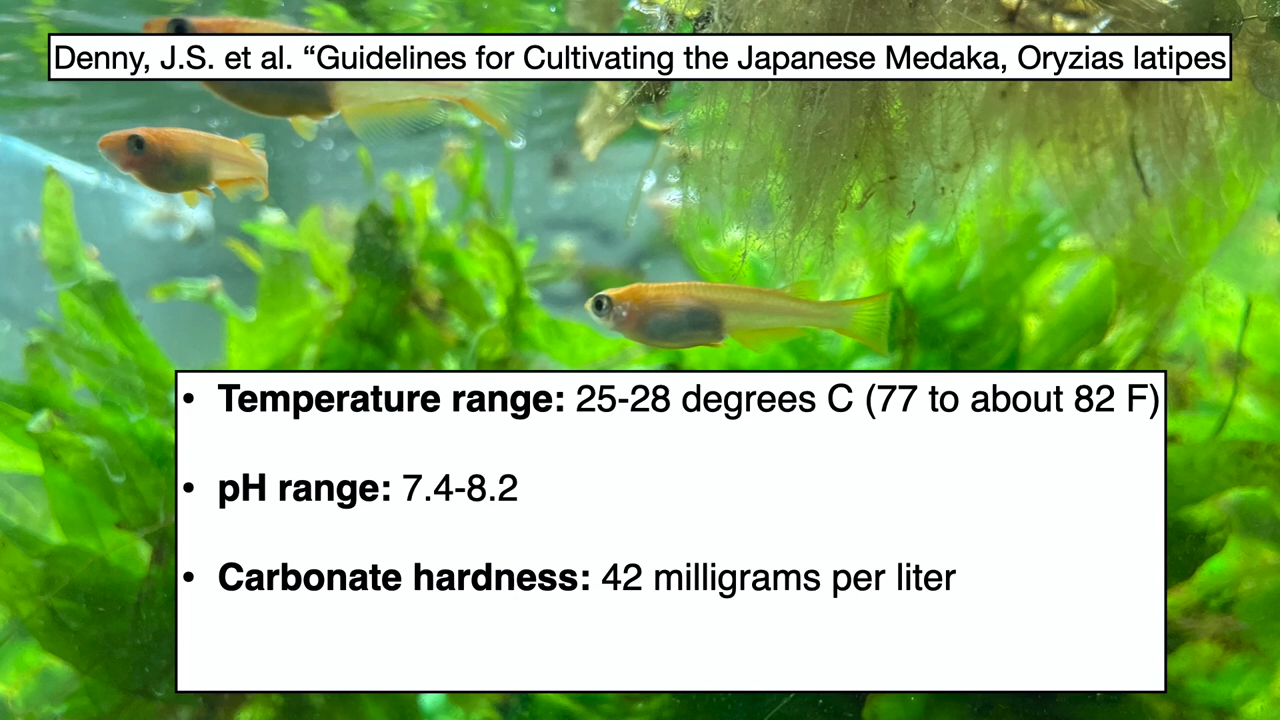 Denny, J.S. et al. “Guidelines for Cultivating the Japanese Medaka, Oryzias latipes
• Temperature range: 25-28 degrees C (77 to about 82 F)
• pH range: 7.4-8.2
• Carbonate hardness: 42 milligrams per liter